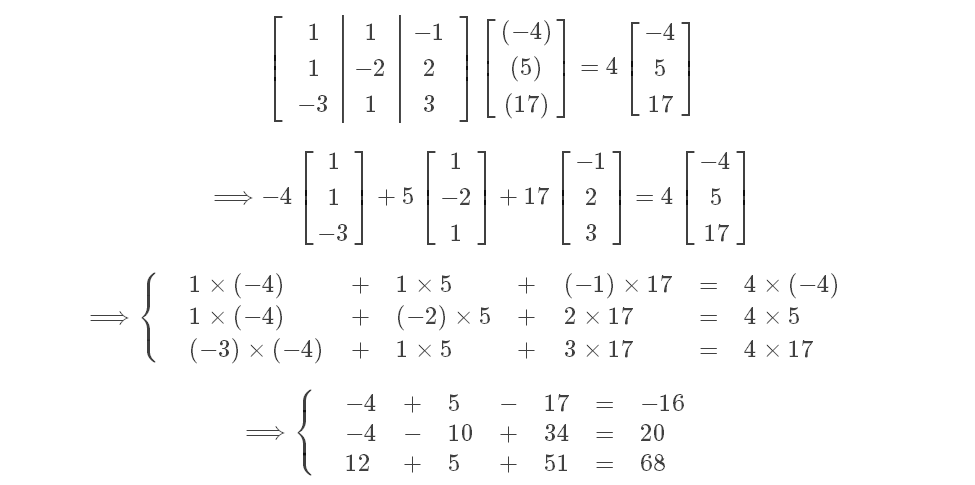 [ 1 | 1 | −1 ] [ (−4) ] [ −4 ]
[ 1 | −2 | 2 ] [ (5) ] = 4 [ 5 ]
[ −3 | 1 | 3 ] [ (17) ] [ 17 ]
[ 1 ] [ 1 ] [ −1 ] [ −4 ]
⟹ −4 [ 1 ] + 5 [ −2 ] + 17 [ 2 ] = 4 [ 5 ]
[ −3 ] [ 1 ] [ 3 ] [ 17 ]
{ 1 × (−4) + 1 × 5 + (−1) × 17 = 4 × (−4)
⟹ { 1 × (−4) + (−2) × 5 + 2 × 17 = 4 × 5
{ (−3) × (−4) + 1 × 5 + 3 × 17 = 4 × 17
{ −4 + 5 − 17 = −16
⟹ { −4 − 10 + 34 = 20
{ 12 + 5 + 51 = 68